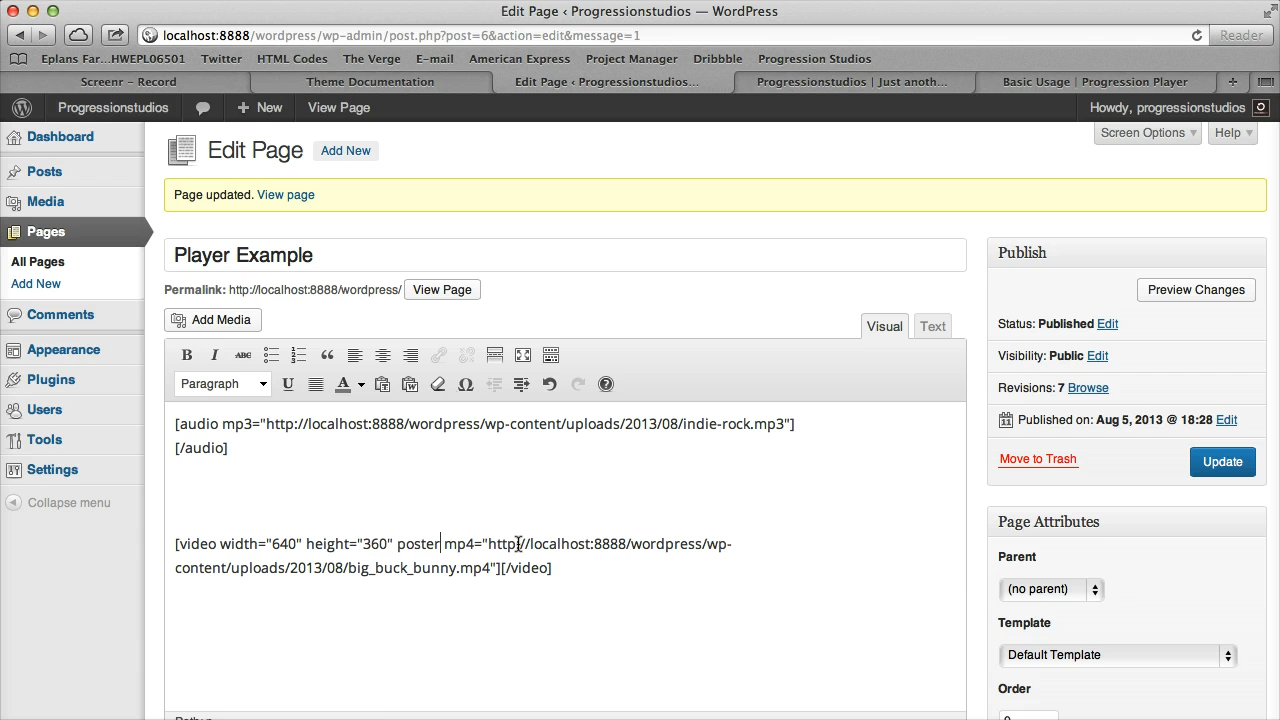 Edit Page ‹ Progressionstudios — WordPress
localhost:8888/wordpress/wp-admin/post.php?post=6&action=edit&message=1
Reader
Eplans Far...HWEPL06501 Twitter HTML Codes The Verge E-mail American Express Project Manager Dribbble Progression Studios
Screenr - Record Theme Documentation Edit Page ‹ Progressionstudios... Progressionstudios | Just anoth... Basic Usage | Progression Player
Progressionstudios + New View Page Howdy, progressionstudios
Dashboard
Posts
Media
Pages
All Pages
Add New
Comments
Appearance
Plugins
Users
Tools
Settings
Collapse menu
Screen Options Help
Edit Page Add New
Page updated. View page
Player Example
Permalink: http://localhost:8888/wordpress/ View Page
Add Media
Visual Text
B I ABC
Paragraph U A
[audio mp3="http://localhost:8888/wordpress/wp-content/uploads/2013/08/indie-rock.mp3"]
[/audio]
[video width="640" height="360" poster mp4="http://localhost:8888/wordpress/wp-
content/uploads/2013/08/big_buck_bunny.mp4"][/video]
Publish
Preview Changes
Status: Published Edit
Visibility: Public Edit
Revisions: 7 Browse
Published on: Aug 5, 2013 @ 18:28 Edit
Move to Trash Update
Page Attributes
Parent
(no parent)
Template
Default Template
Order